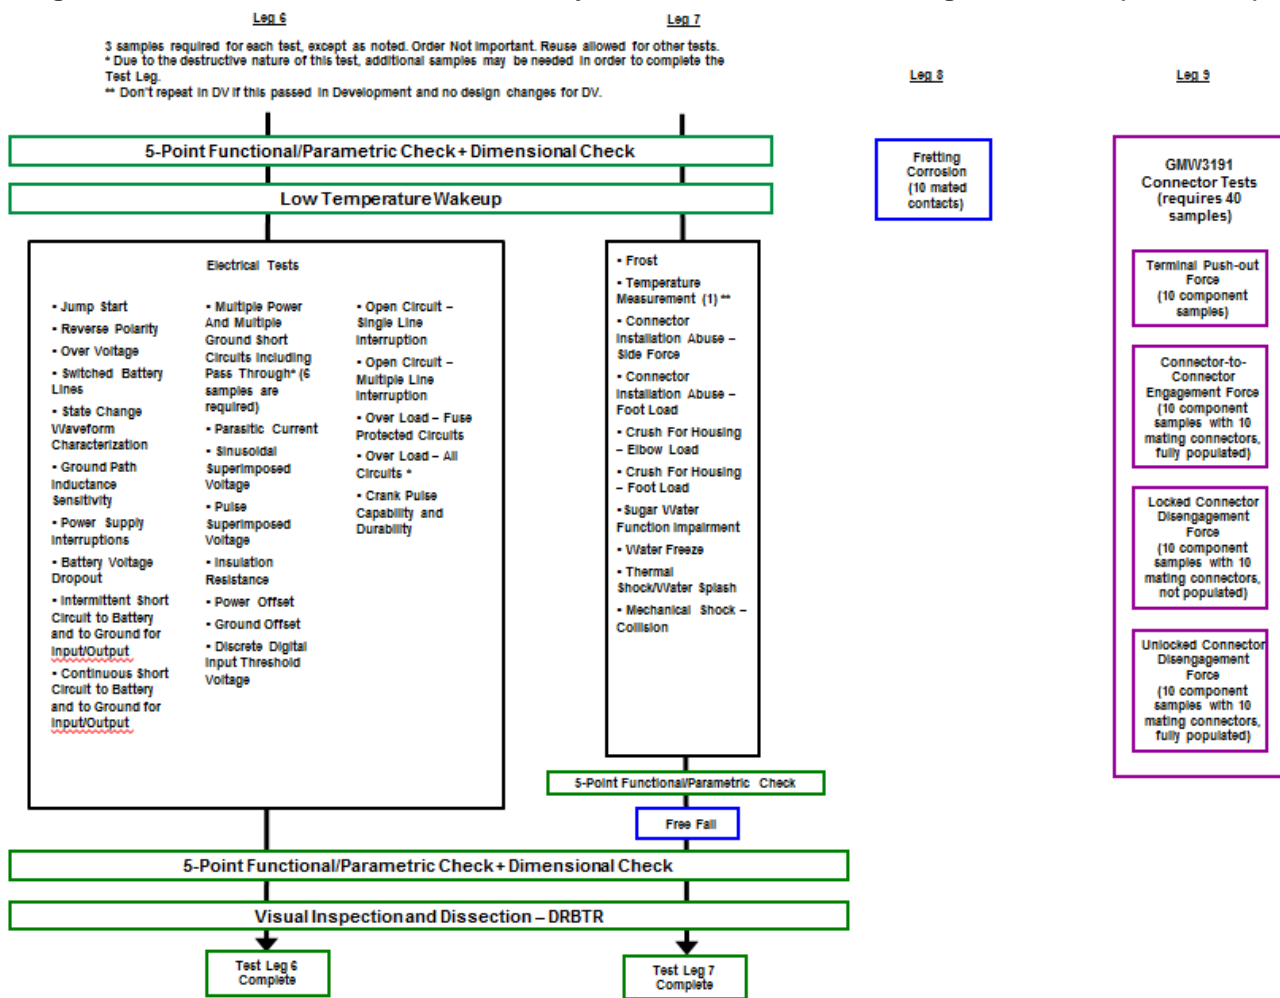 Leg 6
Leg 7
3 samples required for each test, except as noted. Order Not Important. Reuse allowed for other tests.
* Due to the destructive nature of this test, additional samples may be needed in order to complete the
Test Leg.
** Don't repeat in DV if this passed in Development and no design changes for DV.
Leg 8
Leg 9
5-Point Functional/Parametric Check + Dimensional Check
Low Temperature Wakeup
Electrical Tests
▪ Jump Start
▪ Reverse Polarity
▪ Over Voltage
▪ Switched Battery
Lines
▪ State Change
Waveform
Characterization
▪ Ground Path
Inductance
Sensitivity
▪ Power Supply
Interruptions
▪ Battery Voltage
Dropout
▪ Intermittent Short
Circuit to Battery
and to Ground for
Input/Output
▪ Continuous Short
Circuit to Battery
and to Ground for
Input/Output
▪ Multiple Power
And Multiple
Ground Short
Circuits Including
Pass Through* (6
samples are
required)
▪ Parasitic Current
▪ Sinusoidal
Superimposed
Voltage
▪ Pulse
Superimposed
Voltage
▪ Insulation
Resistance
▪ Power Offset
▪ Ground Offset
▪ Discrete Digital
Input Threshold
Voltage
▪ Open Circuit –
Single Line
Interruption
▪ Open Circuit –
Multiple Line
Interruption
▪ Over Load – Fuse
Protected Circuits
▪ Over Load – All
Circuits *
▪ Crank Pulse
Capability and
Durability
▪ Frost
▪ Temperature
Measurement (1) **
▪ Connector
Installation Abuse –
Side Force
▪ Connector
Installation Abuse –
Foot Load
▪ Crush For Housing
– Elbow Load
▪ Crush For Housing
– Foot Load
▪ Sugar Water
Function Impairment
▪ Water Freeze
▪ Thermal
Shock/Water Splash
▪ Mechanical Shock –
Collision
5-Point Functional/Parametric Check
Free Fall
5-Point Functional/Parametric Check + Dimensional Check
Visual Inspection and Dissection – DRBTR
Test Leg 6
Complete
Test Leg 7
Complete
Fretting
Corrosion
(10 mated
contacts)
GMW3191
Connector Tests
(requires 40
samples)
Terminal Push-out
Force
(10 component
samples)
Connector-to-
Connector
Engagement Force
(10 component
samples with 10
mating connectors,
fully populated)
Locked Connector
Disengagement
Force
(10 component
samples with 10
mating connectors,
not populated)
Unlocked Connector
Disengagement
Force
(10 component
samples with 10
mating connectors,
fully populated)